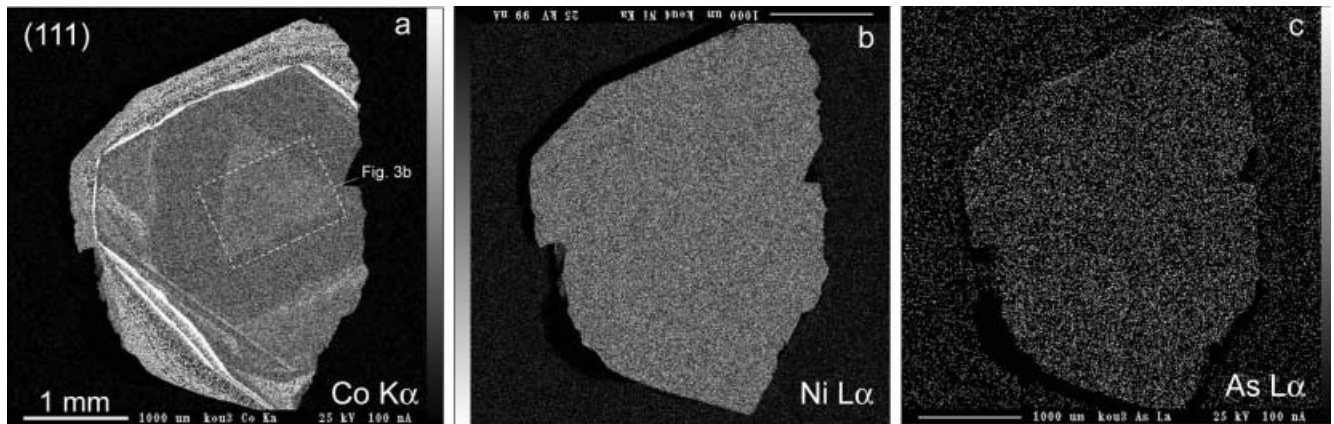 (111)
a
Fig. 3b
1 mm
Co Kα
1000 um kou3 Co Ka 25 kV 100 nA
1000 um kou4 Ni Ka 25 kV 99 nA
b
Ni Lα
c
As Lα
1000 um kou3 As La 25 kV 100 nA